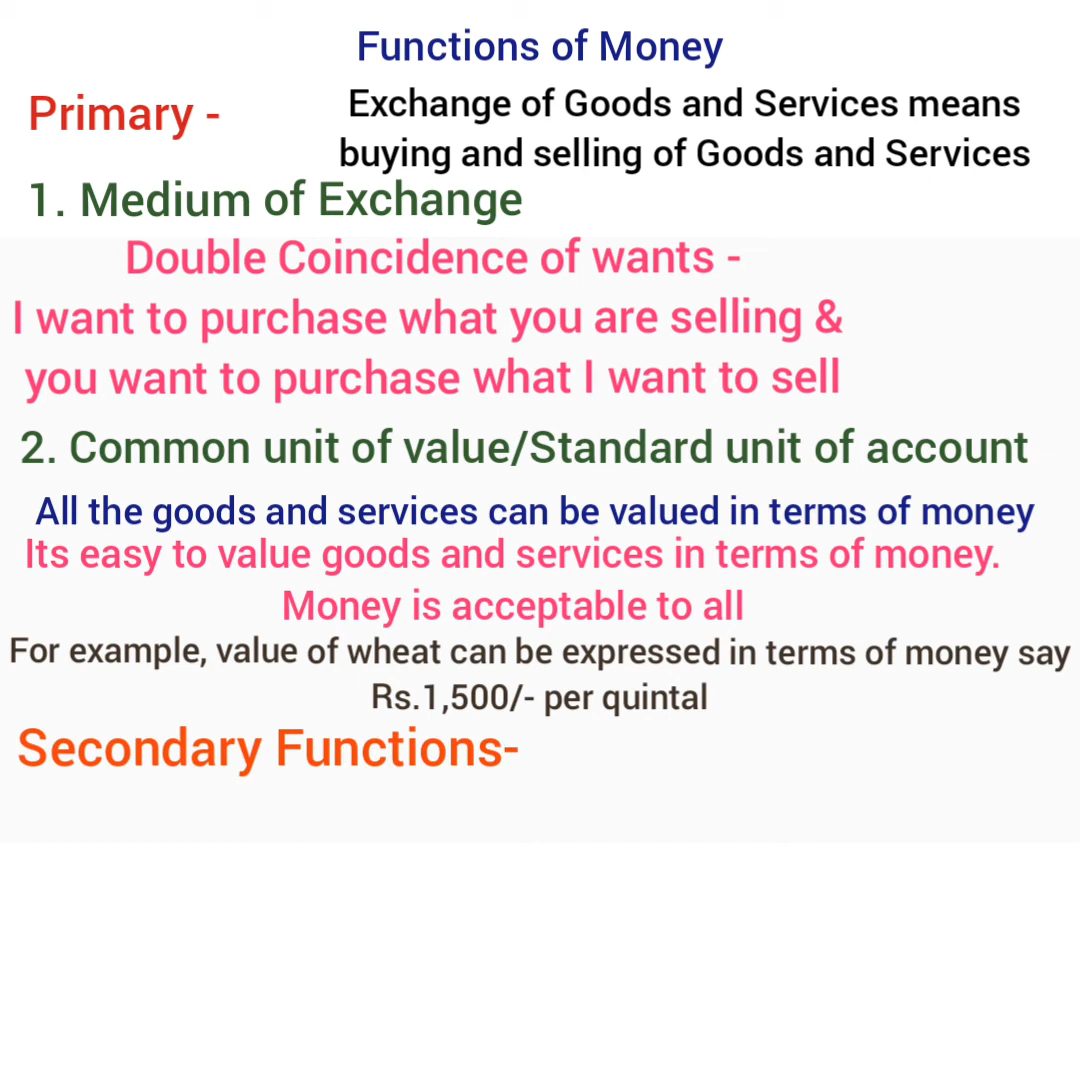 Functions of Money
Primary -
Exchange of Goods and Services means
buying and selling of Goods and Services
1. Medium of Exchange
Double Coincidence of wants -
I want to purchase what you are selling &
you want to purchase what I want to sell
2. Common unit of value/Standard unit of account
All the goods and services can be valued in terms of money
Its easy to value goods and services in terms of money.
Money is acceptable to all
For example, value of wheat can be expressed in terms of money say
Rs.1,500/- per quintal
Secondary Functions-